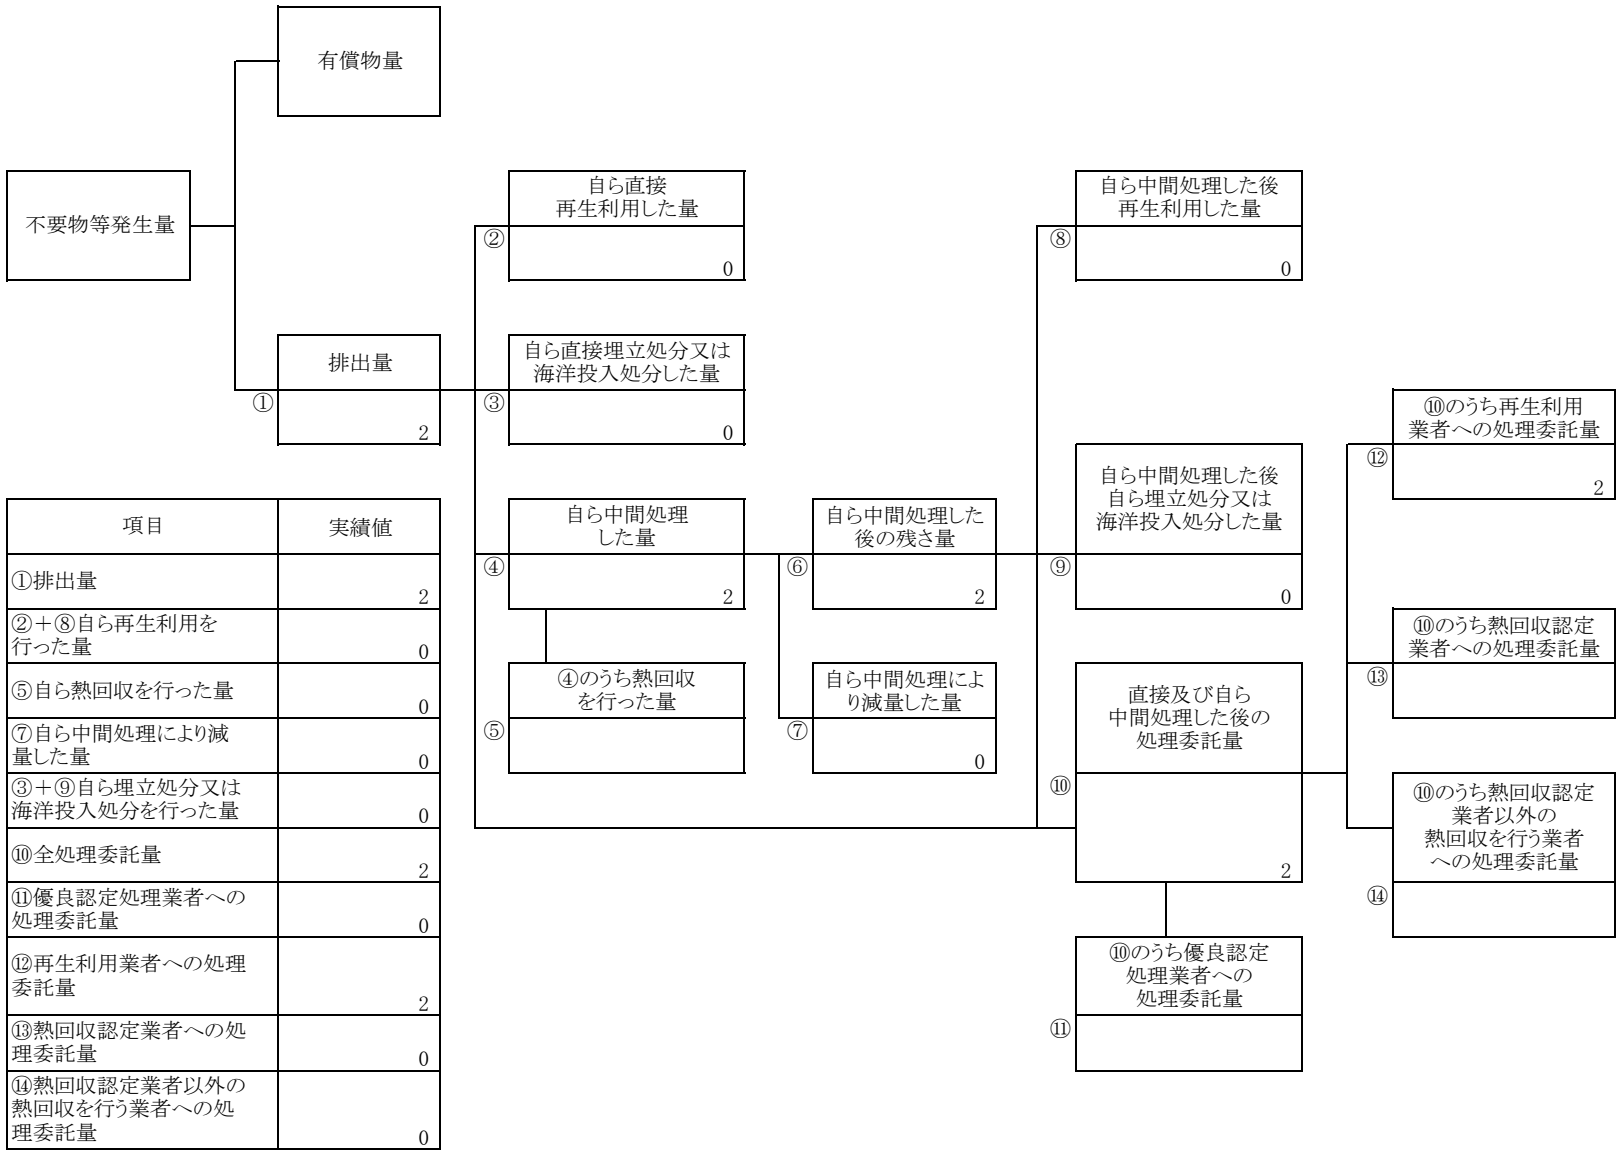 有償物量
不要物等発生量
排出量
①
2
自ら直接
再生利用した量
②
0
自ら直接埋立処分又は
海洋投入処分した量
③
0
自ら中間処理
した量
④
2
④のうち熱回収
を行った量
⑤
自ら中間処理した
後の残さ量
⑥
2
自ら中間処理によ
り減量した量
⑦
0
自ら中間処理した後
再生利用した量
⑧
0
自ら中間処理した後
自ら埋立処分又は
海洋投入処分した量
⑨
0
直接及び自ら
中間処理した後の
処理委託量
⑩
2
⑩のうち優良認定
処理業者への
処理委託量
⑪
⑩のうち再生利用
業者への処理委託量
⑫
2
⑩のうち熱回収認定
業者への処理委託量
⑬
⑩のうち熱回収認定
業者以外の
熱回収を行う業者
への処理委託量
⑭
項目
実績値
①排出量
2
②+⑧自ら再生利用を
行った量
0
⑤自ら熱回収を行った量
0
⑦自ら中間処理により減
量した量
0
③+⑨自ら埋立処分又は
海洋投入処分を行った量
0
⑩全処理委託量
2
⑪優良認定処理業者への
処理委託量
0
⑫再生利用業者への処理
委託量
2
⑬熱回収認定業者への処
理委託量
0
⑭熱回収認定業者以外の
熱回収を行う業者への処
理委託量
0